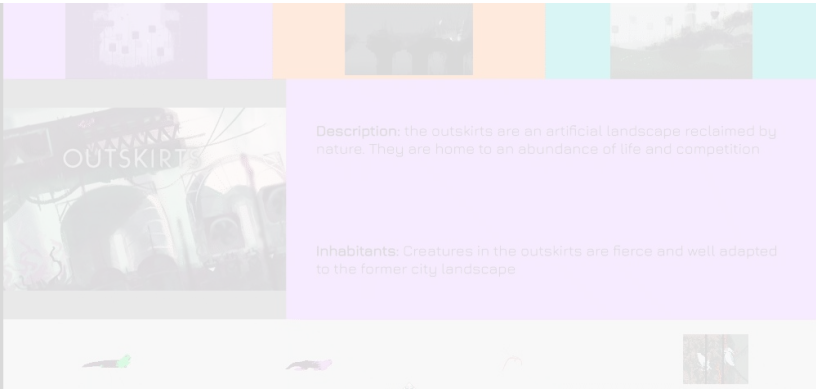 OUTSKIRTS
Description: the outskirts are an artificial landscape reclaimed by
nature. They are home to an abundance of life and competition
Inhabitants: Creatures in the outskirts are fierce and well adapted
to the former city landscape